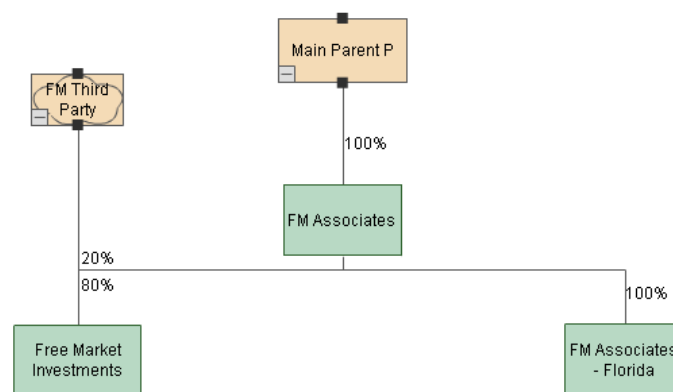 Main Parent P
FM Third
Party
100%
FM Associates
20%
80%
100%
Free Market
Investments
FM Associates
- Florida